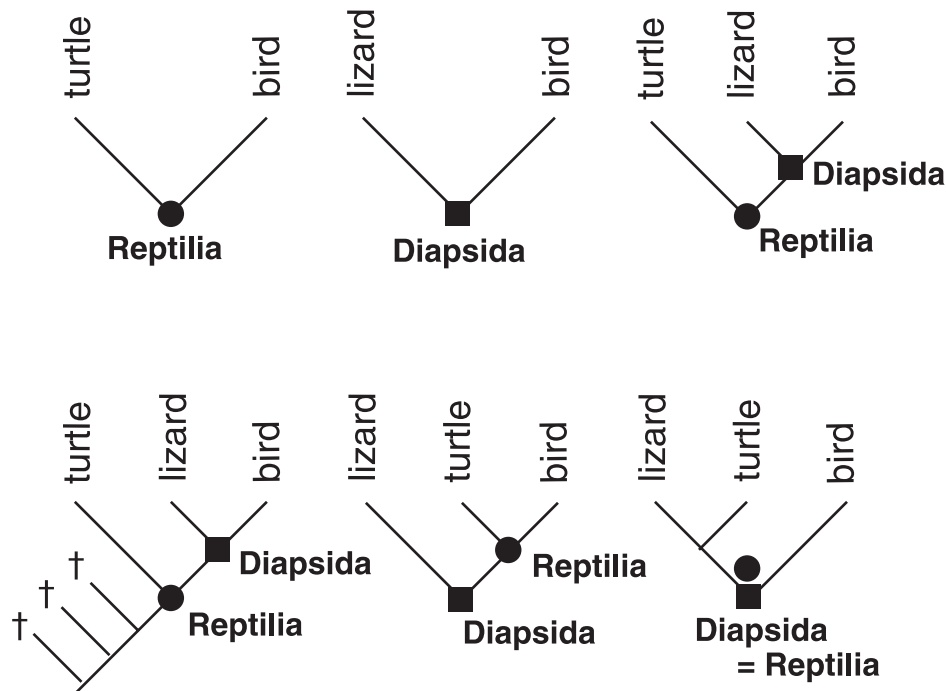 turtle
bird
Reptilia
lizard
bird
Diapsida
turtle
lizard
bird
Diapsida
Reptilia
turtle
lizard
bird
†
†
†
Diapsida
Reptilia
lizard
turtle
bird
Reptilia
Diapsida
lizard
turtle
bird
Diapsida
= Reptilia